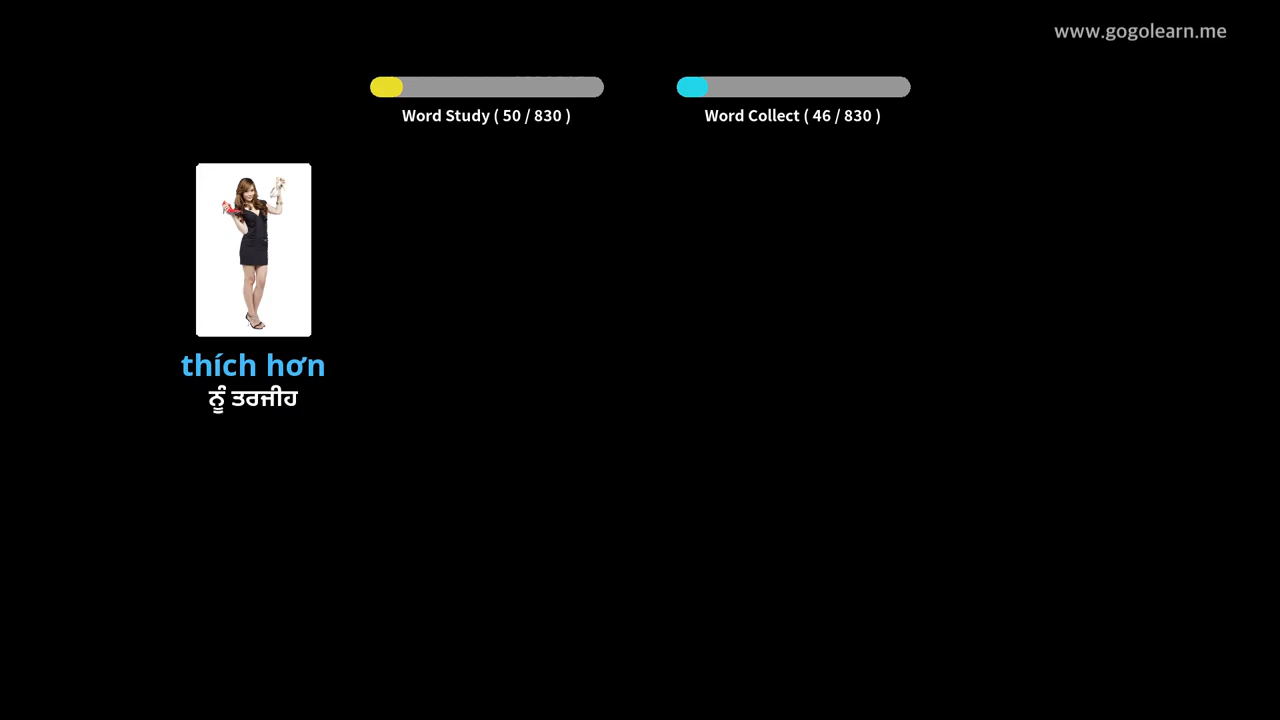 www.gogolearn.me
Word Study ( 50 / 830 )
Word Collect ( 46 / 830 )
thích hơn
ਨੂੰ ਤਰਜੀਹ